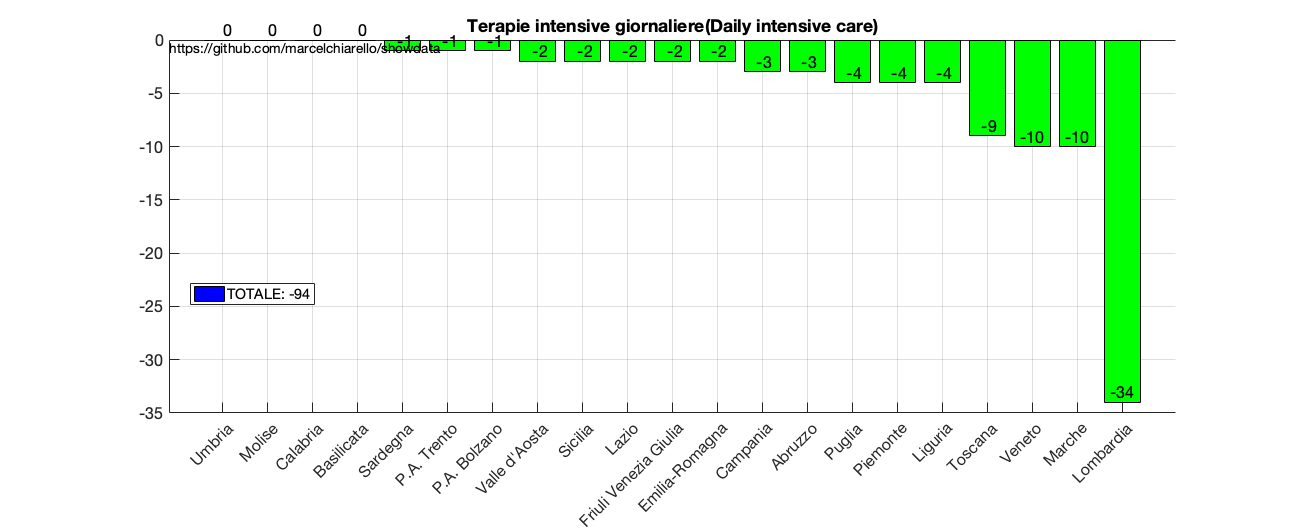 Terapie intensive giornaliere(Daily intensive care)
0 0 0 0 -1 -1 -1 -2 -2 -2 -2 -2 -3 -3 -4 -4 -4 -9 -10 -10 -34
https://github.com/marcelchiarello/showdata
0
-5
-10
-15
-20
-25
-30
-35
TOTALE: -94
Umbria
Molise
Calabria
Basilicata
Sardegna
P.A. Trento
P.A. Bolzano
Valle d'Aosta
Sicilia
Lazio
Friuli Venezia Giulia
Emilia-Romagna
Campania
Abruzzo
Puglia
Piemonte
Liguria
Toscana
Veneto
Marche
Lombardia